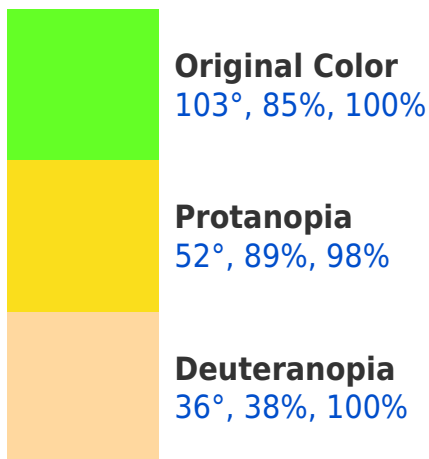 Original Color
103°, 85%, 100%
Protanopia
52°, 89%, 98%
Deuteranopia
36°, 38%, 100%